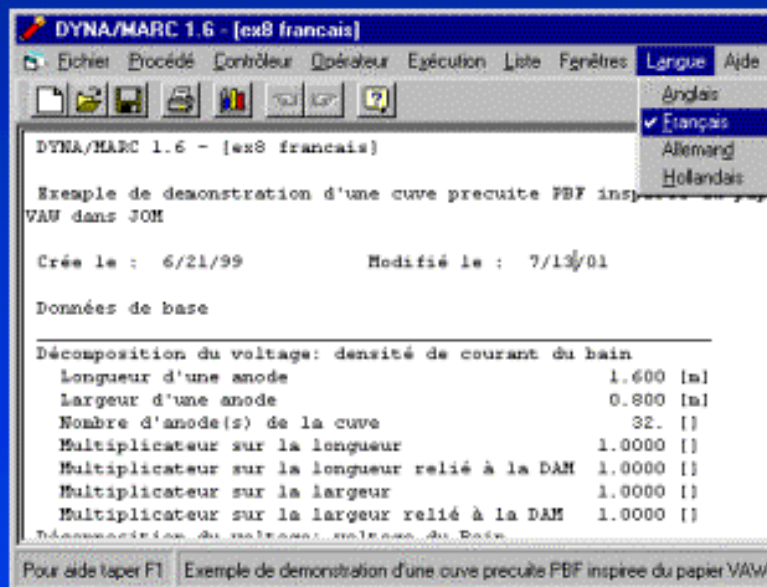 DYNA/MARC 1.6 - [ex8 francais]
Fichier Procédé Contrôleur Opérateur Exécution Liste Fenêtres Langue Aide
Anglais
Français
Allemand
Hollandais
DYNA/MARC 1.6 - [ex8 francais]
Exemple de demonstration d'une cuve precuite PBF
VAW dans JOM
Crée le : 6/21/99 Modifié le : 7/13/01
Données de base
Décomposition du voltage: densité de courant du bain
Longueur d'une anode 1.600 [m]
Largeur d'une anode 0.800 [m]
Nombre d'anode(s) de la cuve 32. []
Multiplicateur sur la longueur 1.0000 []
Multiplicateur sur la longueur relié à la DAM 1.0000 []
Multiplicateur sur la largeur 1.0000 []
Multiplicateur sur la largeur relié à la DAM 1.0000 []
Décomposition du voltage: voltage du Bain
Pour aide taper F1 Exemple de demonstration d'une cuve precuite PBF inspiree du papier VAW